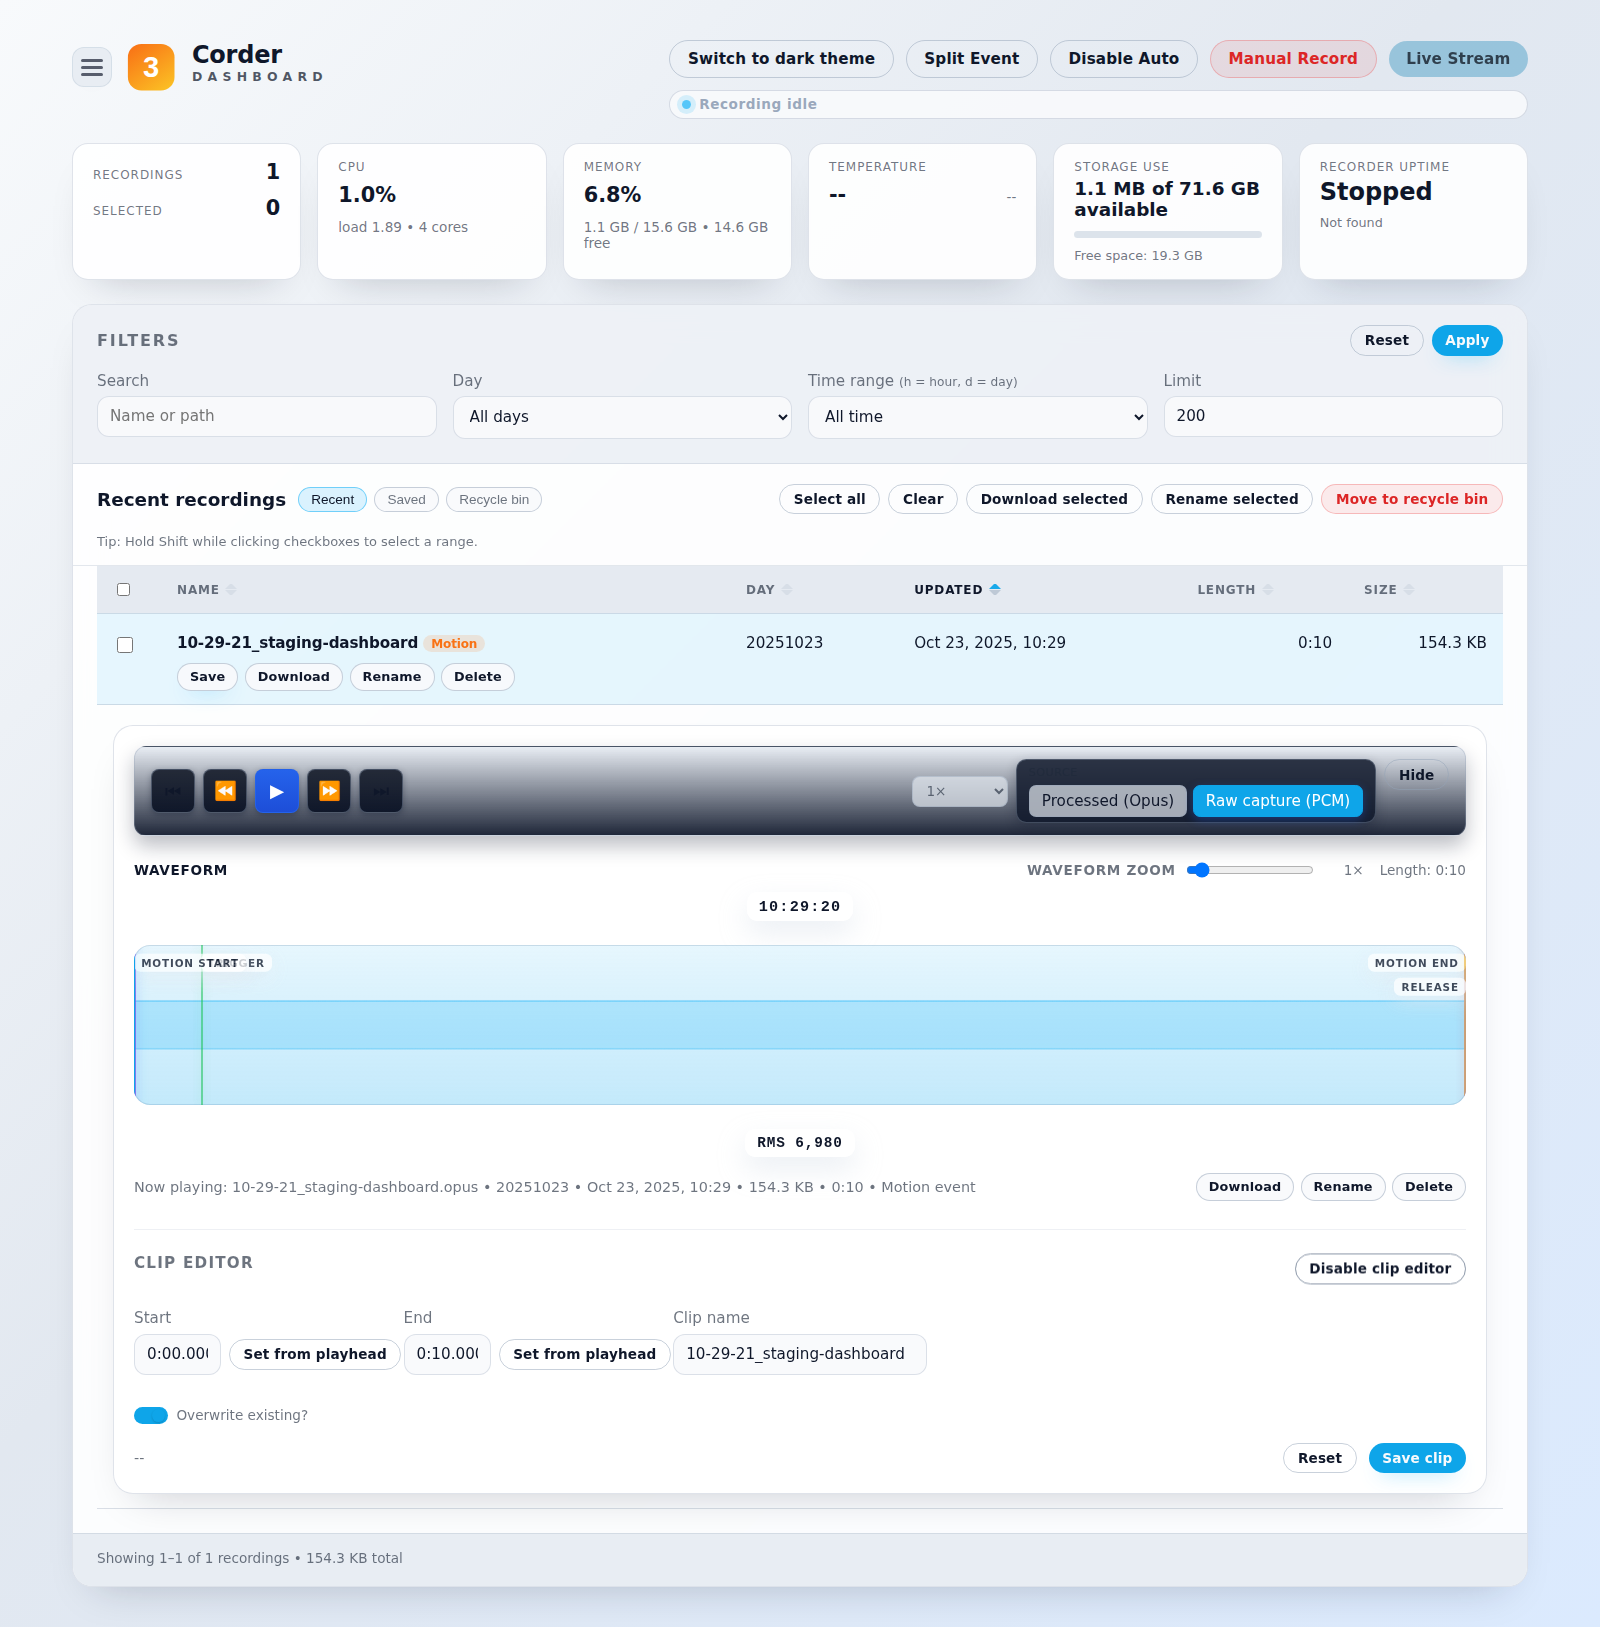 3
Corder
DASHBOARD
Switch to dark theme
Split Event
Disable Auto
Manual Record
Live Stream
Recording idle
RECORDINGS 1
SELECTED 0
CPU
1.0%
load 1.89 • 4 cores
MEMORY
6.8%
1.1 GB / 15.6 GB • 14.6 GB
free
TEMPERATURE
-- --
STORAGE USE
1.1 MB of 71.6 GB
available
Free space: 19.3 GB
RECORDER UPTIME
Stopped
Not found
FILTERS
Reset
Apply
Search
Name or path
Day
All days
Time range (h = hour, d = day)
All time
Limit
200
Recent recordings
Recent
Saved
Recycle bin
Select all
Clear
Download selected
Rename selected
Move to recycle bin
Tip: Hold Shift while clicking checkboxes to select a range.
NAME DAY UPDATED LENGTH SIZE
10-29-21_staging-dashboard Motion 20251023 Oct 23, 2025, 10:29 0:10 154.3 KB
Save
Download
Rename
Delete
1×
Processed (Opus)
Raw capture (PCM)
Hide
WAVEFORM
WAVEFORM ZOOM 1× Length: 0:10
10:29:20
MOTION START
MOTION END
RELEASE
RMS 6,980
Now playing: 10-29-21_staging-dashboard.opus • 20251023 • Oct 23, 2025, 10:29 • 154.3 KB • 0:10 • Motion event
Download
Rename
Delete
CLIP EDITOR
Disable clip editor
Start
0:00.000
Set from playhead
End
0:10.000
Set from playhead
Clip name
10-29-21_staging-dashboard
Overwrite existing?
--
Reset
Save clip
Showing 1–1 of 1 recordings • 154.3 KB total